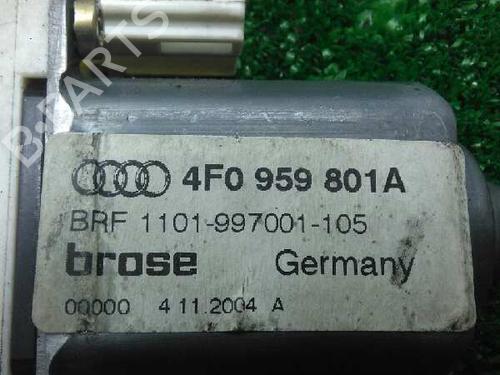 4F0 959 801A
BRF 1101-997001-105
brose Germany
00000 4 11.2004 A
B-PARTS